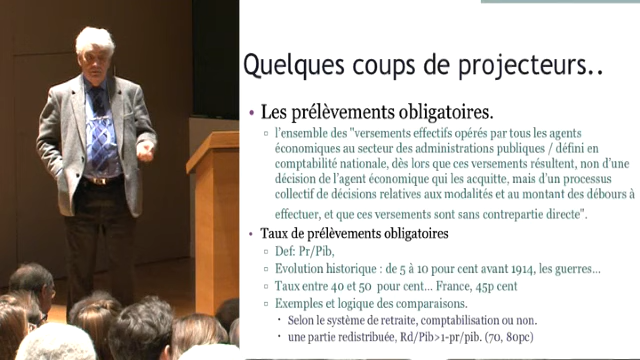 Quelques coups de projecteurs..
• Les prélèvements obligatoires.
▫ l'ensemble des "versements effectifs opérés par tous les agents
économiques au secteur des administrations publiques / défini en
comptabilité nationale, dès lors que ces versements résultent, non d'une
décision de l'agent économique qui les acquitte, mais d'un processus
collectif de décisions relatives aux modalités et au montant des débours à
effectuer, et que ces versements sont sans contrepartie directe".
• Taux de prélèvements obligatoires
▫ Def: Pr/Pib,
▫ Evolution historique : de 5 à 10 pour cent avant 1914, les guerres...
▫ Taux entre 40 et 50 pour cent... France, 45p cent
▫ Exemples et logique des comparaisons.
• Selon le système de retraite, comptabilisation ou non.
• une partie redistribuée, Rd/Pib>1-pr/pib. (70, 80pc)